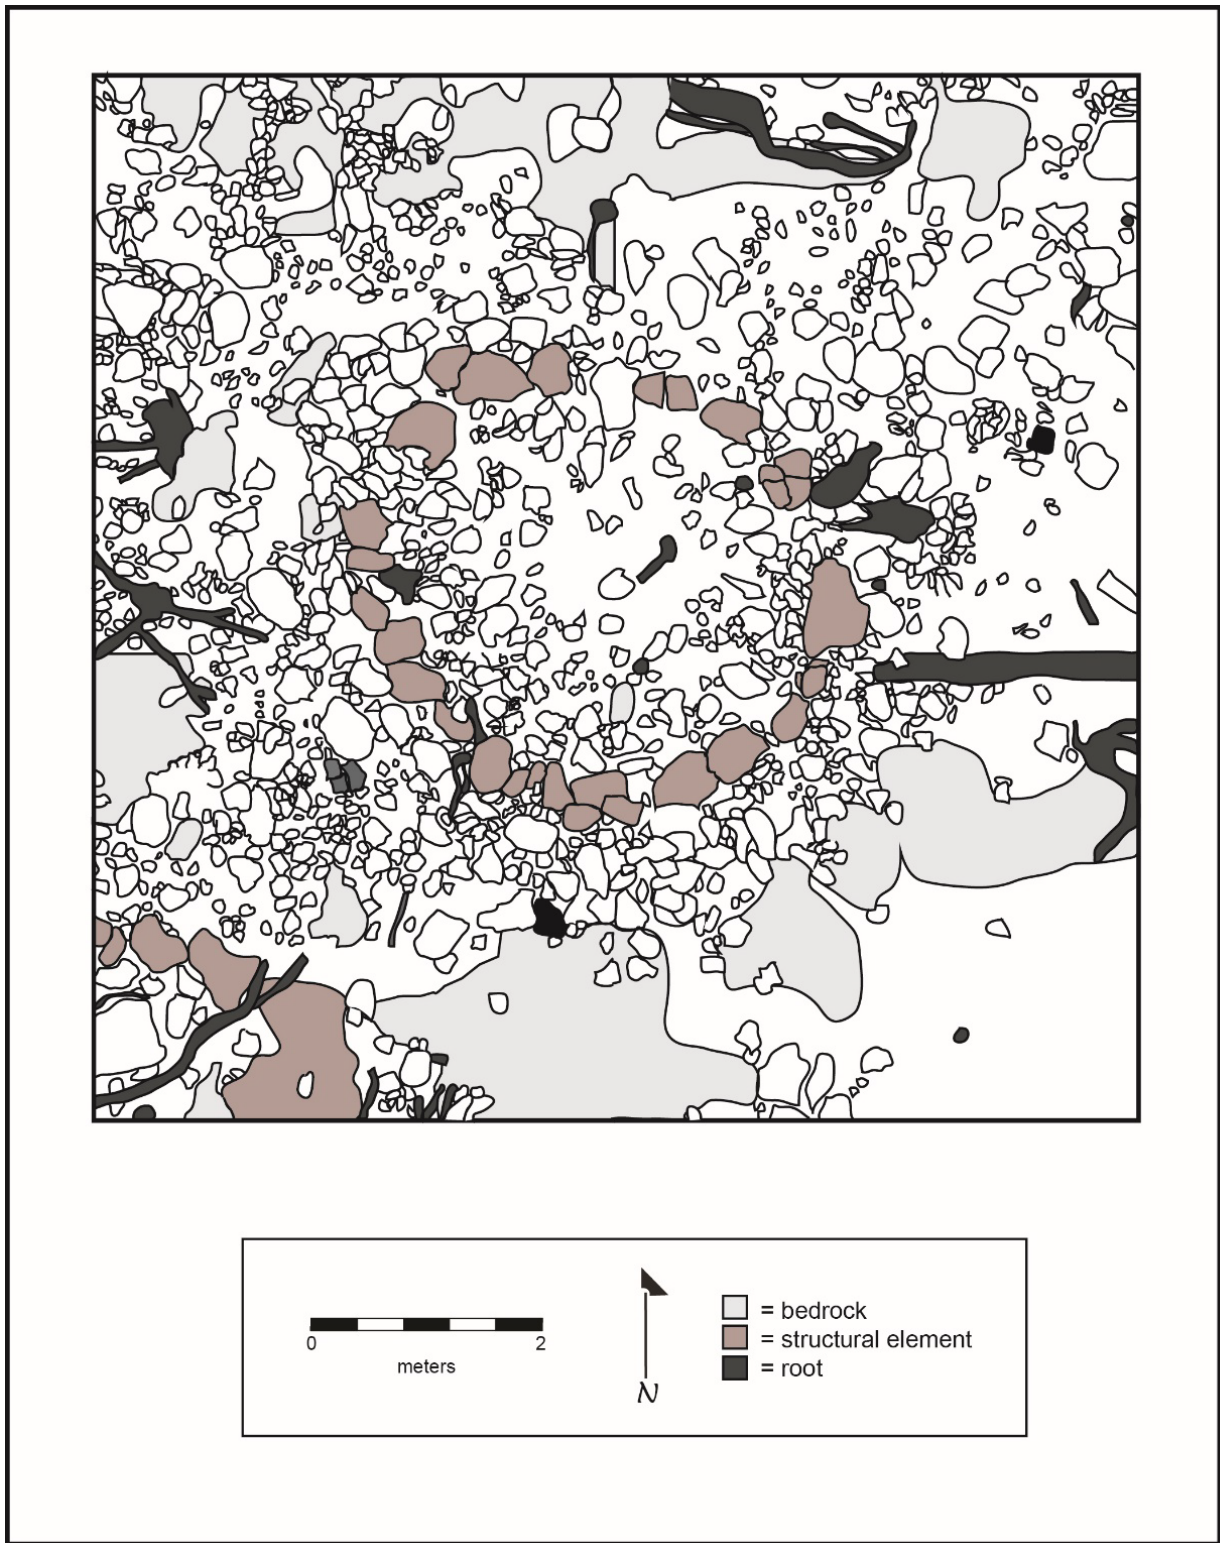 0 2
meters
N
= bedrock
= structural element
= root